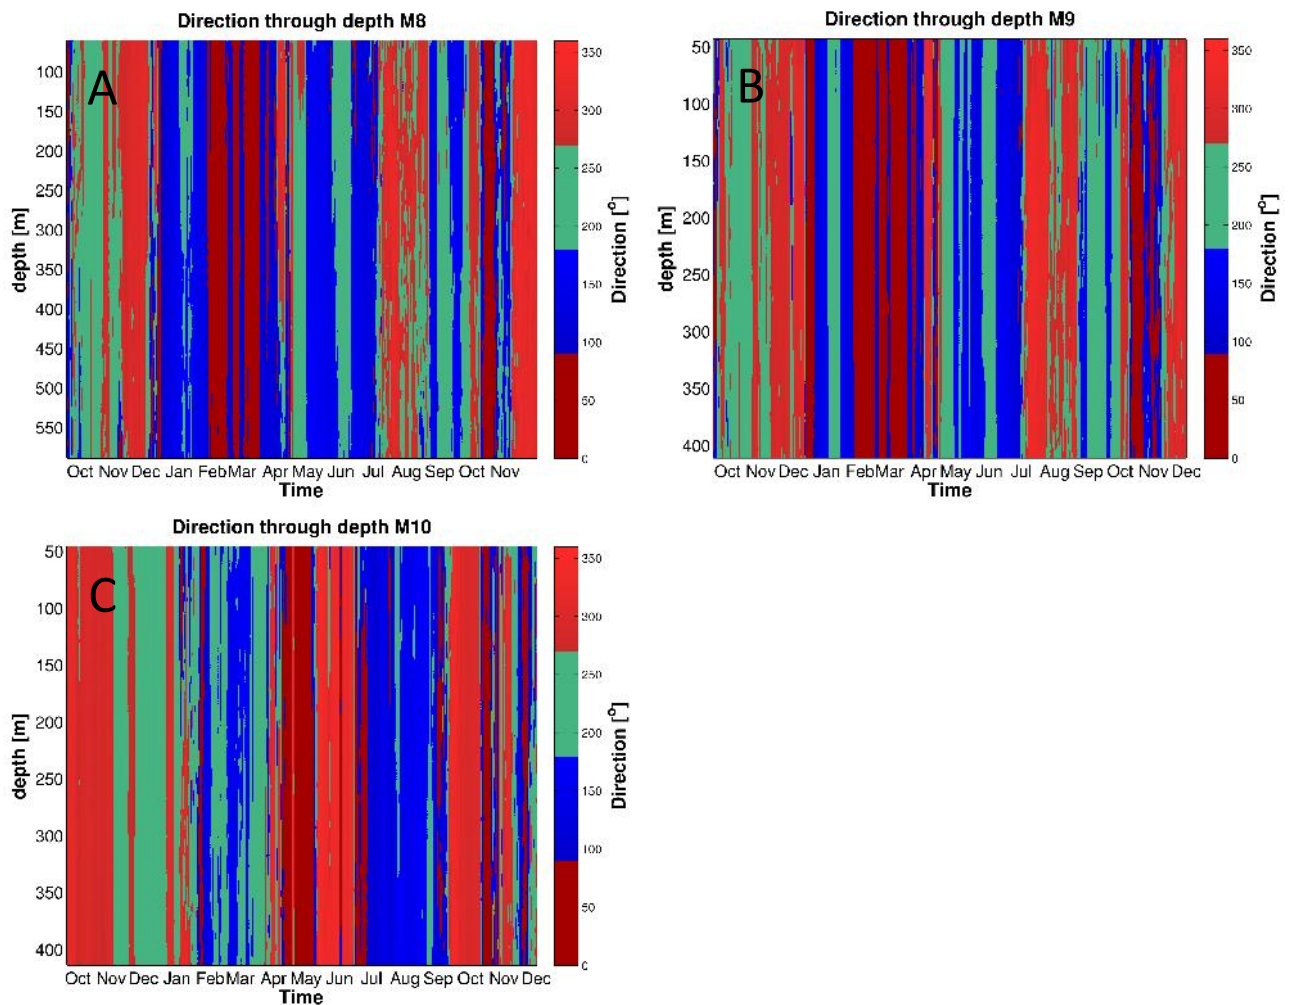 Direction through depth M8
A
100
150
200
250
300
350
400
450
500
550
depth [m]
Oct Nov Dec Jan Feb Mar Apr May Jun Jul Aug Sep Oct Nov
Time
350
300
250
200
150
100
50
0
Direction [º]
Direction through depth M9
B
50
100
150
200
250
300
350
400
depth [m]
Oct Nov Dec Jan Feb Mar Apr May Jun Jul Aug Sep Oct Nov Dec
Time
350
300
250
200
150
100
50
0
Direction [º]
Direction through depth M10
C
50
100
150
200
250
300
350
400
depth [m]
Oct Nov Dec Jan Feb Mar Apr May Jun Jul Aug Sep Oct Nov Dec
Time
350
300
250
200
150
100
50
0
Direction [º]